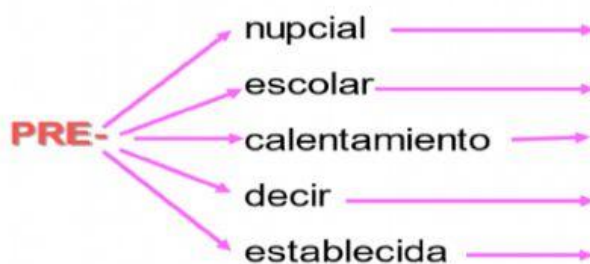 nupcial
escolar
PRE-
calentamiento
decir
establecida